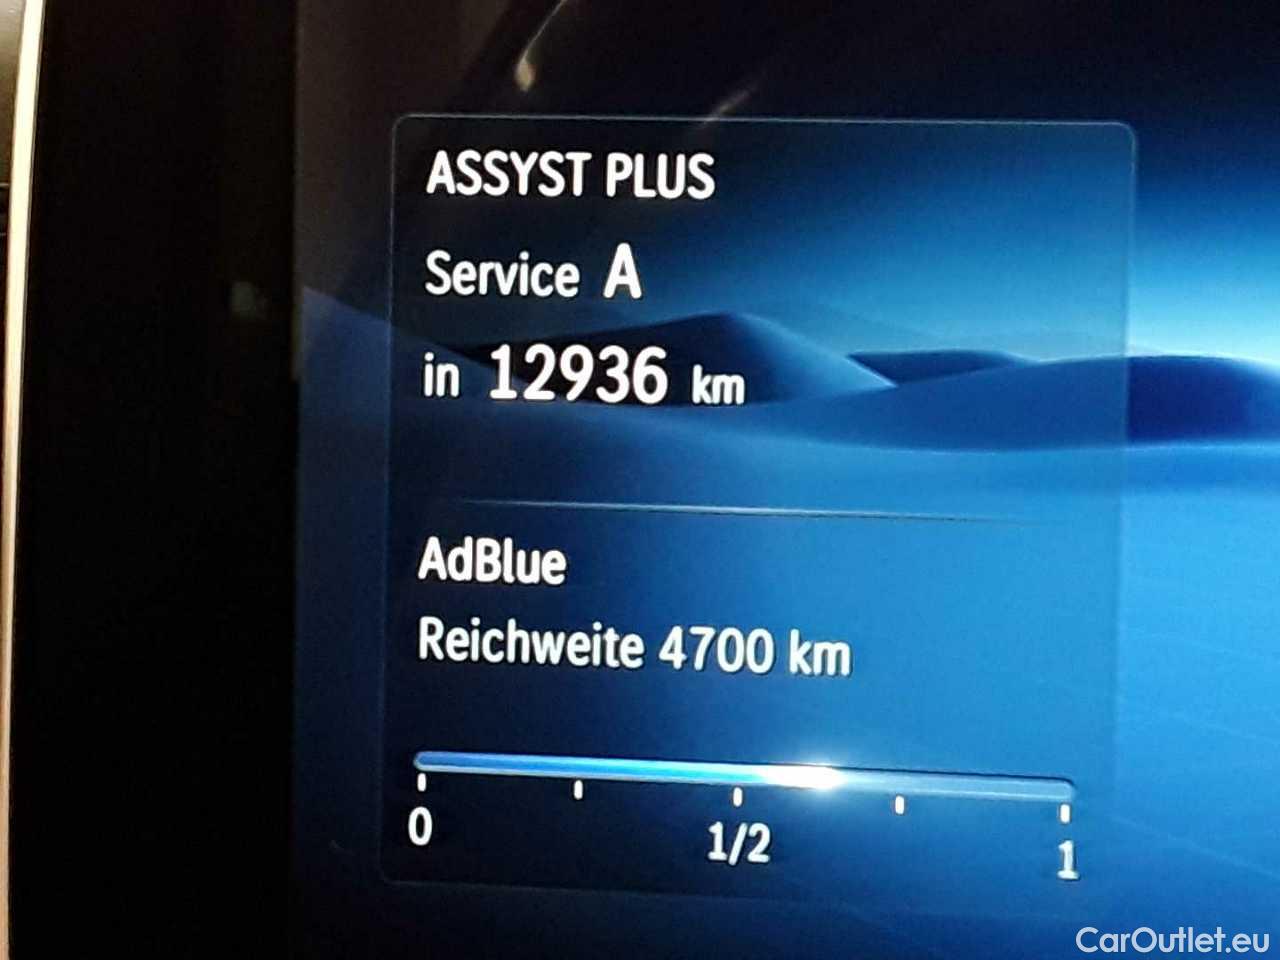 ASSYST PLUS
Service A
in 12936 km
AdBlue
Reichweite 4700 km
0 1/2 1
CarOutlet.eu